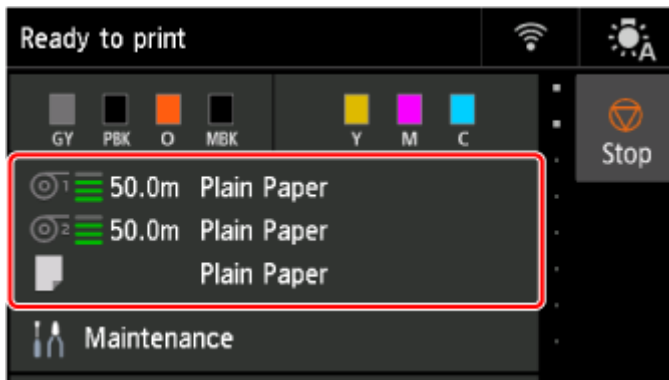 Ready to print
A
GY PBK O MBK Y M C
Stop
1 50.0m Plain Paper
2 50.0m Plain Paper
Plain Paper
Maintenance